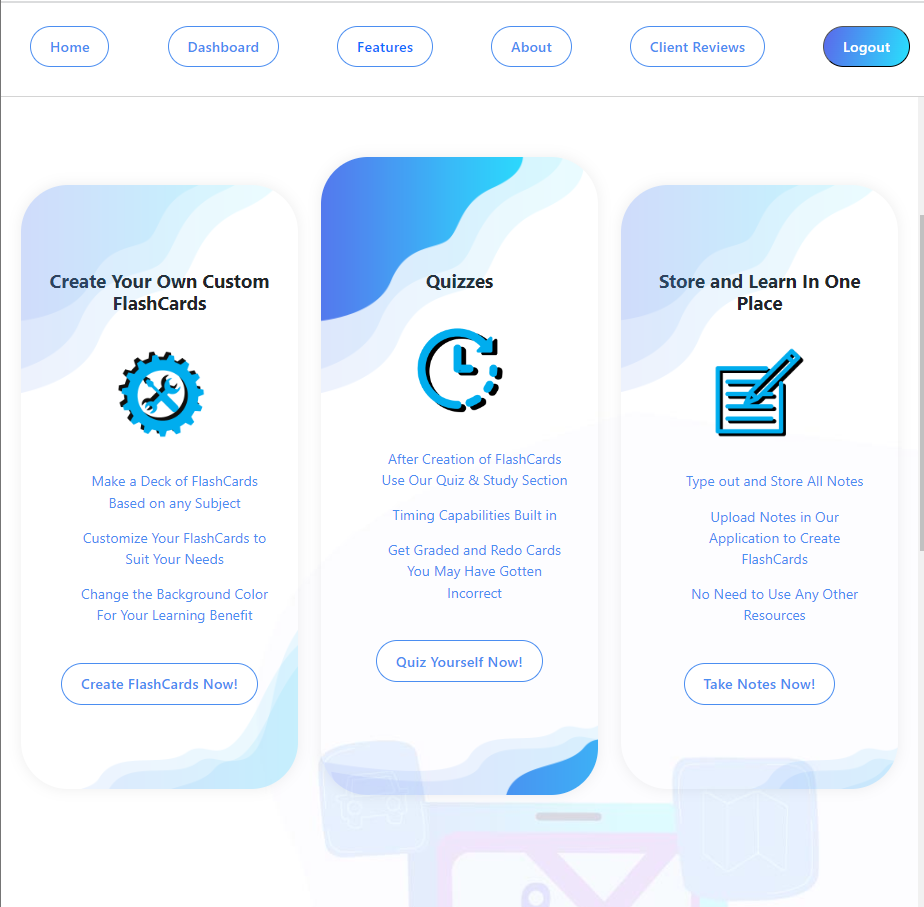 Home Dashboard Features About Client Reviews Logout
Create Your Own Custom
FlashCards
Make a Deck of FlashCards
Based on any Subject
Customize Your FlashCards to
Suit Your Needs
Change the Background Color
For Your Learning Benefit
Create FlashCards Now!
Quizzes
After Creation of FlashCards
Use Our Quiz & Study Section
Timing Capabilities Built in
Get Graded and Redo Cards
You May Have Gotten
Incorrect
Quiz Yourself Now!
Store and Learn In One
Place
Type out and Store All Notes
Upload Notes in Our
Application to Create
FlashCards
No Need to Use Any Other
Resources
Take Notes Now!